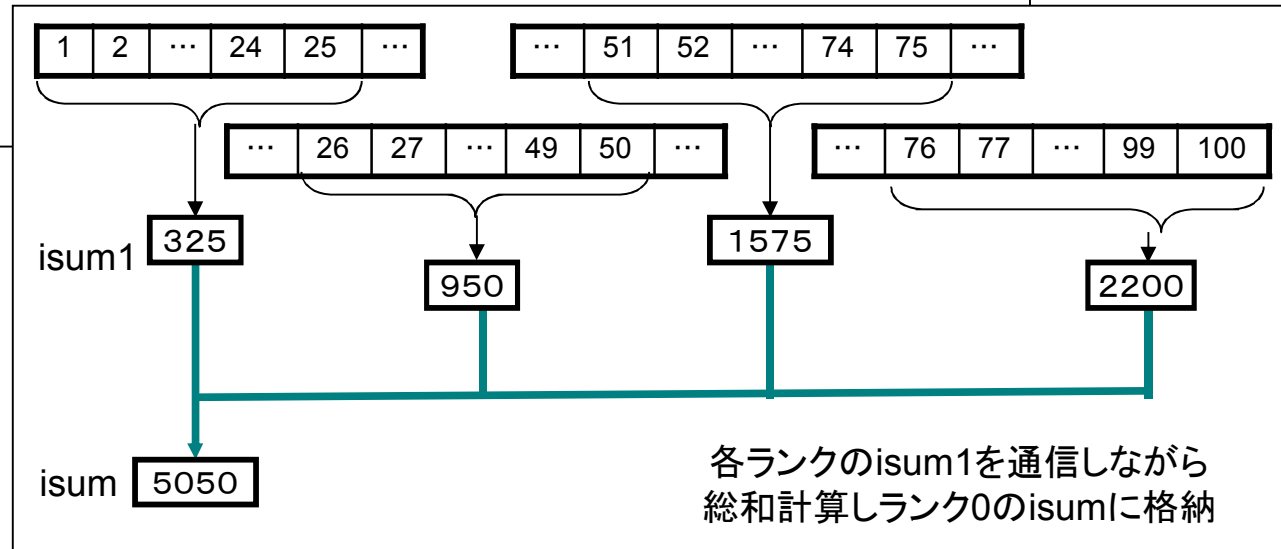 1 2 … 24 25 …
… 51 52 … 74 75 …
… 26 27 … 49 50 …
… 76 77 … 99 100
isum1
325
1575
950
2200
isum
5050
各ランクのisum1を通信しながら
総和計算しランク0のisumに格納